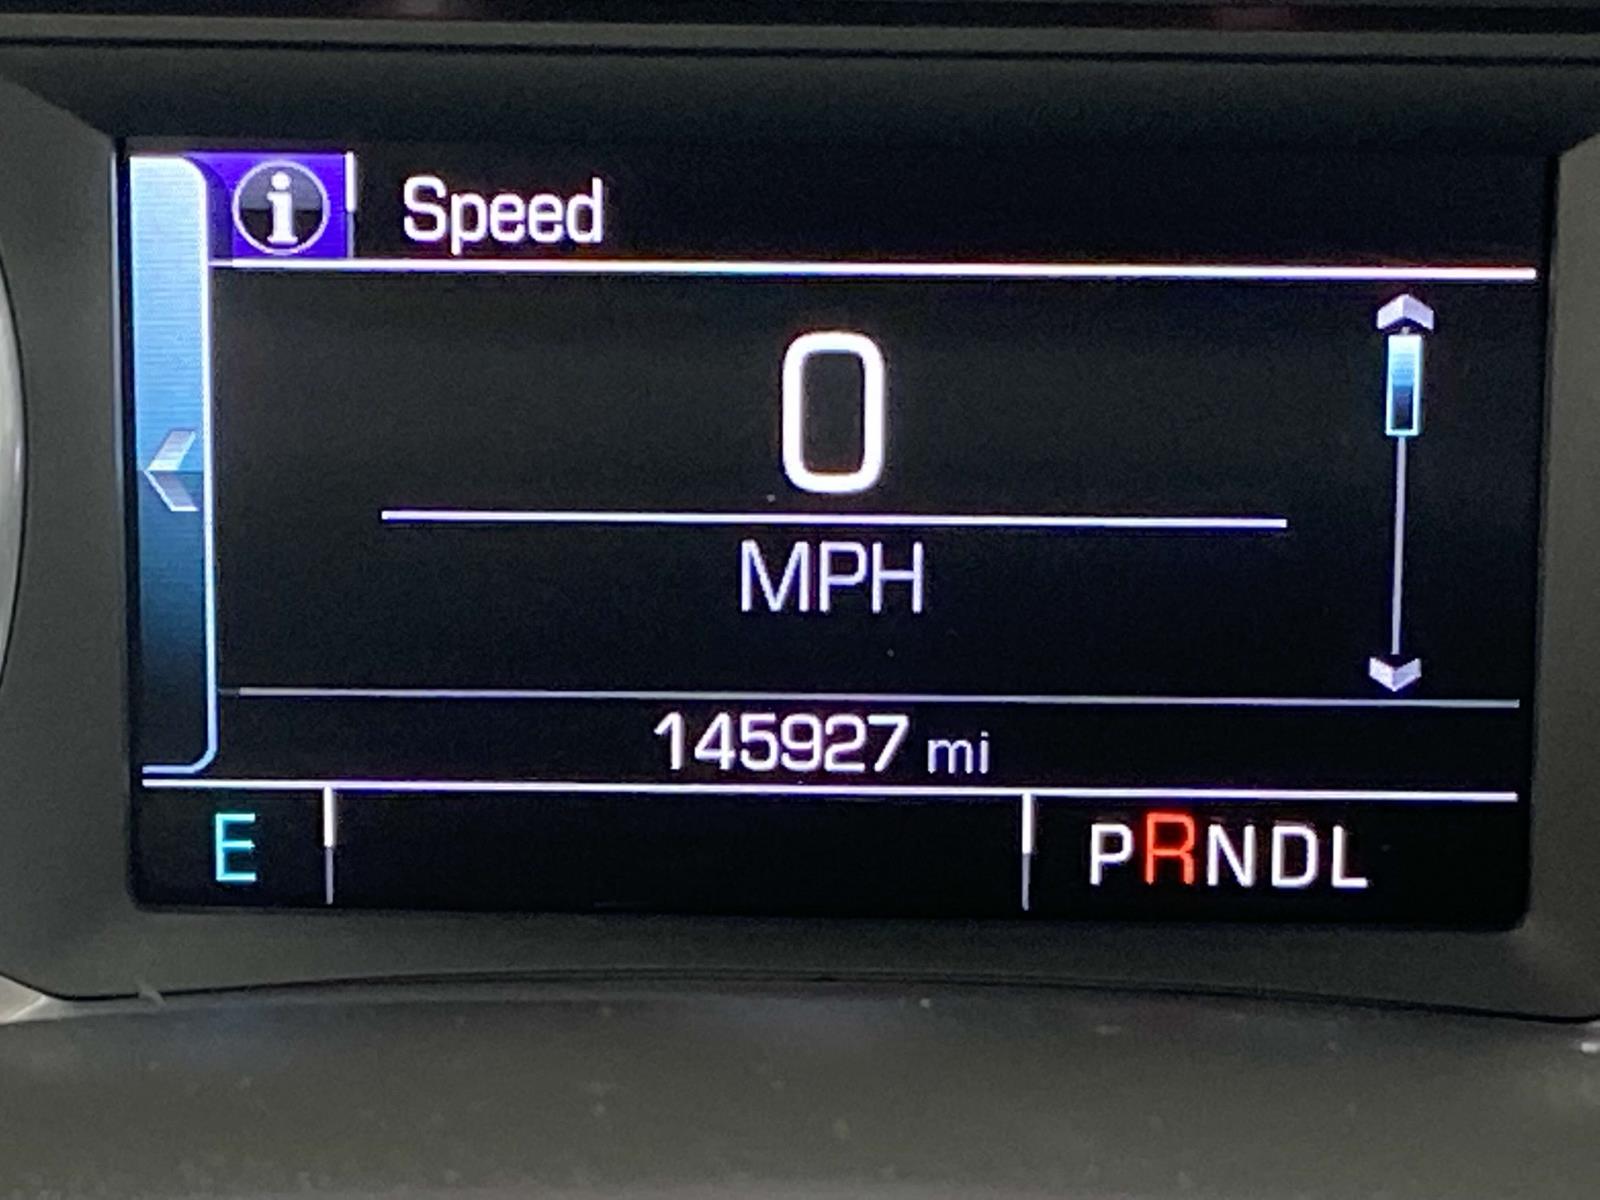 i Speed
0
MPH
145927 mi
E PRNDL